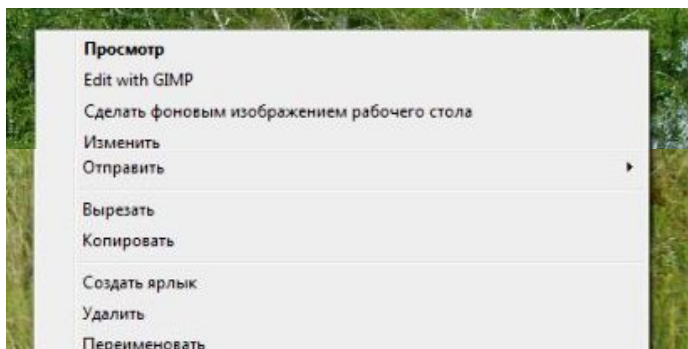 Просмотр
Edit with GIMP
Сделать фоновым изображением рабочего стола
Изменить
Отправить
Вырезать
Копировать
Создать ярлык
Удалить
Переименовать